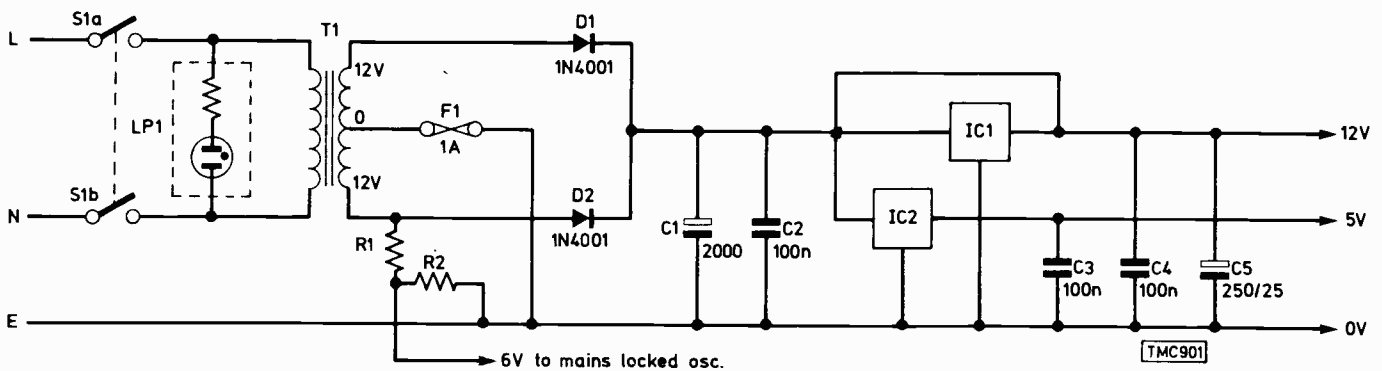 S1a
L
T1
D1
1N4001
12V
LP1
0
F1
1A
IC1
12V
S1b
N
12V
D2
1N4001
C1
2000
C2
100n
IC2
5V
R1
R2
C3
100n
C4
100n
C5
250/25
E
0V
TMC901
6V to mains locked osc.